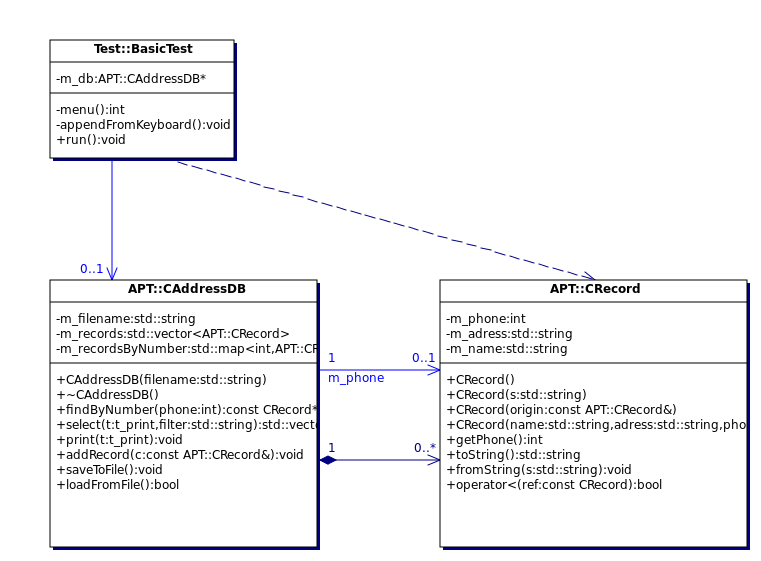 Test::BasicTest
-m_db:APT::CAddressDB*
-menu():int
-appendFromKeyboard():void
+run():void
0..1
APT::CAddressDB
-m_filename:std::string
-m_records:std::vector<APT::CRecord>
-m_recordsByNumber:std::map<int,APT::CR
+CAddressDB(filename:std::string)
+~CAddressDB()
+findByNumber(phone:int):const CRecord*
+select(t:t_print,filter:std::string):std::vect
+print(t:t_print):void
+addRecord(c:const APT::CRecord&):void
+saveToFile():void
+loadFromFile():bool
1
0..1
m_phone
1
0..*
APT::CRecord
-m_phone:int
-m_adress:std::string
-m_name:std::string
+CRecord()
+CRecord(s:std::string)
+CRecord(origin:const APT::CRecord&)
+CRecord(name:std::string,adress:std::string,pho
+getPhone():int
+toString():std::string
+fromString(s:std::string):void
+operator<(ref:const CRecord):bool